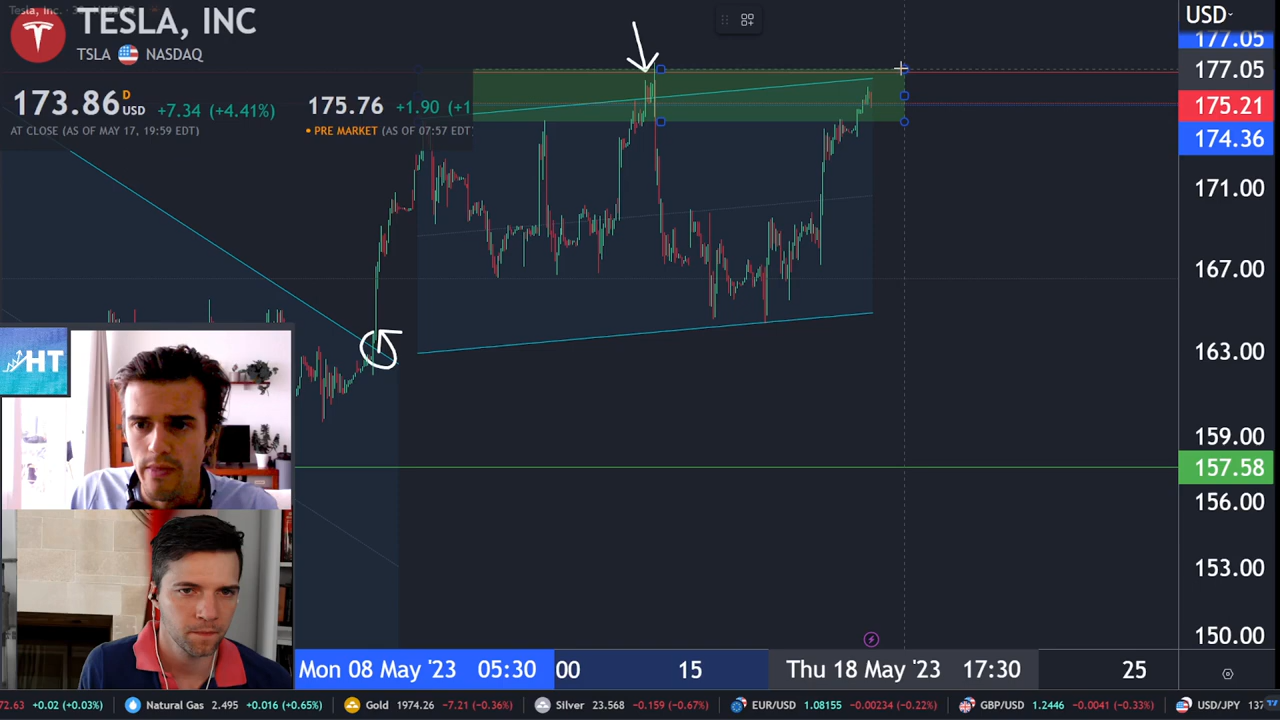 Tesla, Inc.
TESLA, INC
TSLA NASDAQ
173.86 D USD +7.34 (+4.41%)
AT CLOSE (AS OF MAY 17, 19:59 EDT)
175.76 +1.90 (+1
PRE MARKET (AS OF 07:57 EDT
USD
177.05
177.05
175.21
174.36
171.00
167.00
163.00
159.00
157.58
156.00
153.00
150.00
HT
Mon 08 May '23 05:30 00 15 Thu 18 May '23 17:30 25
72.63 +0.02 (+0.03%) Natural Gas 2.495 +0.016 (+0.65%) Gold 1974.26 -7.21 (-0.36%) Silver 23.568 -0.159 (-0.67%) EUR/USD 1.08155 -0.00234 (-0.22%) GBP/USD 1.2446 -0.0041 (-0.33%) USD/JPY 137